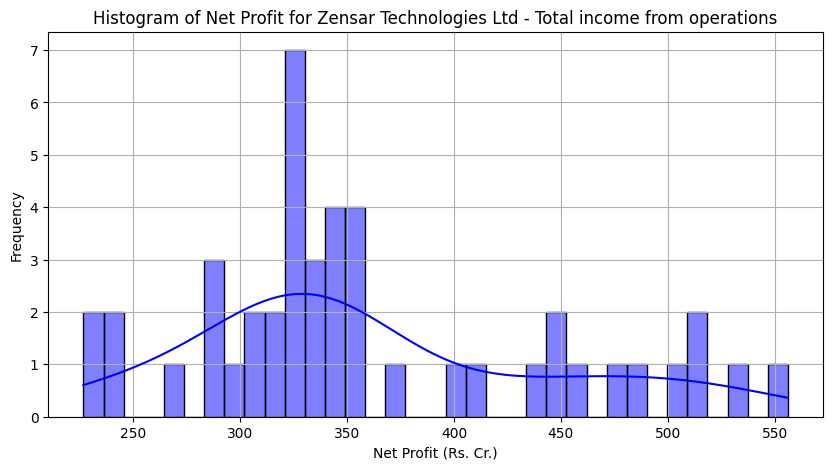 Histogram of Net Profit for Zensar Technologies Ltd - Total income from operations
7
6
5
4
3
2
1
0
Frequency
250 300 350 400 450 500 550
Net Profit (Rs. Cr.)